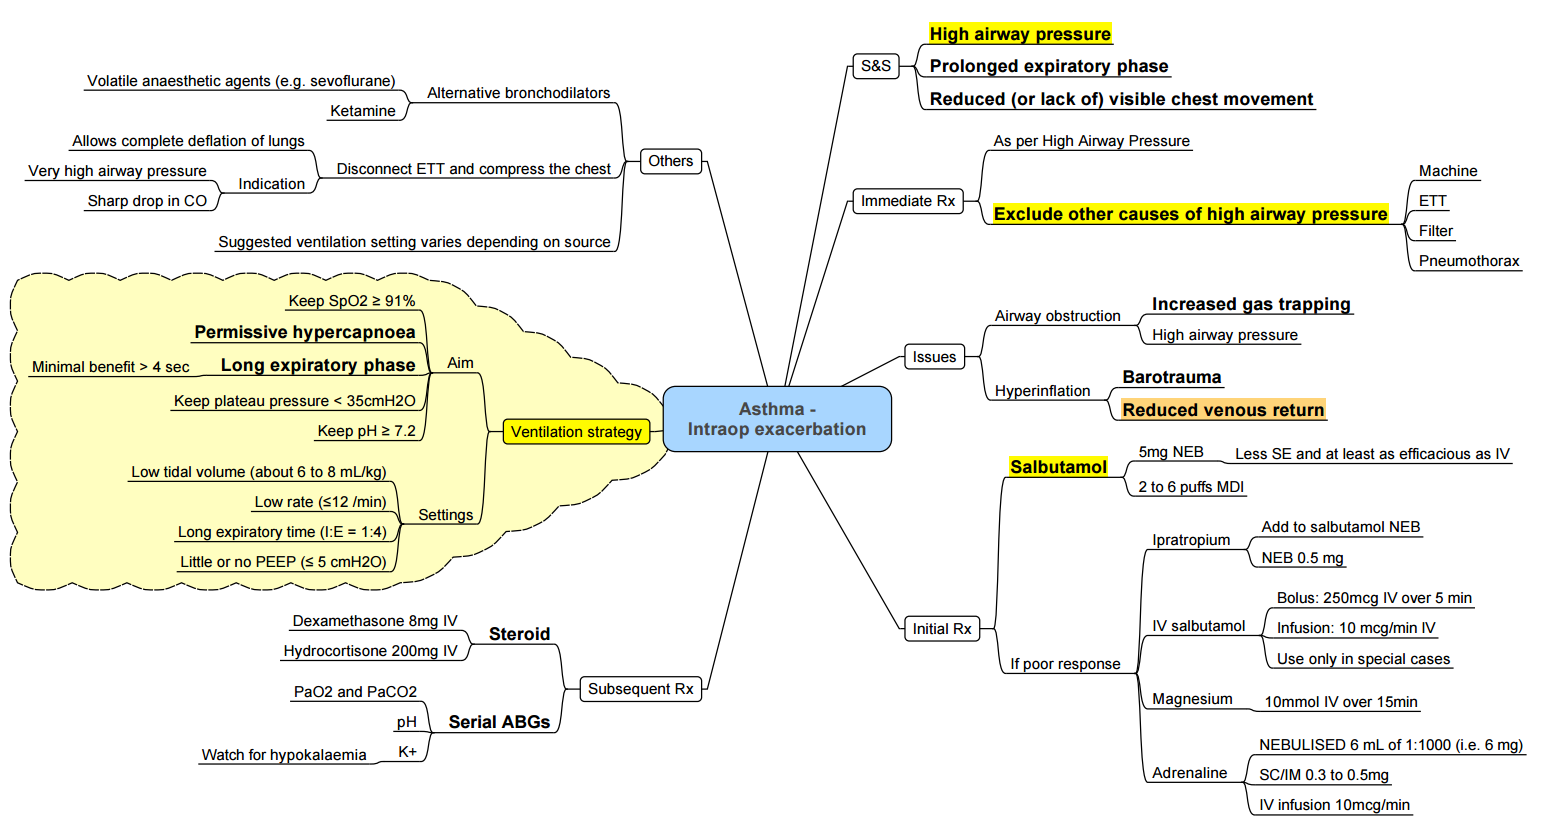 Asthma -
Intraop exacerbation
S&S
High airway pressure
Prolonged expiratory phase
Reduced (or lack of) visible chest movement
Immediate Rx
As per High Airway Pressure
Exclude other causes of high airway pressure
Machine
ETT
Filter
Pneumothorax
Issues
Airway obstruction
Increased gas trapping
High airway pressure
Hyperinflation
Barotrauma
Reduced venous return
Initial Rx
Salbutamol
5mg NEB
Less SE and at least as efficacious as IV
2 to 6 puffs MDI
If poor response
Ipratropium
Add to salbutamol NEB
NEB 0.5 mg
IV salbutamol
Bolus: 250mcg IV over 5 min
Infusion: 10 mcg/min IV
Use only in special cases
Magnesium
10mmol IV over 15min
Adrenaline
NEBULISED 6 mL of 1:1000 (i.e. 6 mg)
SC/IM 0.3 to 0.5mg
IV infusion 10mcg/min
Others
Alternative bronchodilators
Volatile anaesthetic agents (e.g. sevoflurane)
Ketamine
Disconnect ETT and compress the chest
Allows complete deflation of lungs
Indication
Very high airway pressure
Sharp drop in CO
Suggested ventilation setting varies depending on source
Ventilation strategy
Aim
Keep SpO2 ≥ 91%
Permissive hypercapnoea
Long expiratory phase
Minimal benefit > 4 sec
Keep plateau pressure < 35cmH2O
Keep pH ≥ 7.2
Settings
Low tidal volume (about 6 to 8 mL/kg)
Low rate (≤12 /min)
Long expiratory time (I:E = 1:4)
Little or no PEEP (≤ 5 cmH2O)
Subsequent Rx
Steroid
Dexamethasone 8mg IV
Hydrocortisone 200mg IV
Serial ABGs
PaO2 and PaCO2
pH
K+
Watch for hypokalaemia